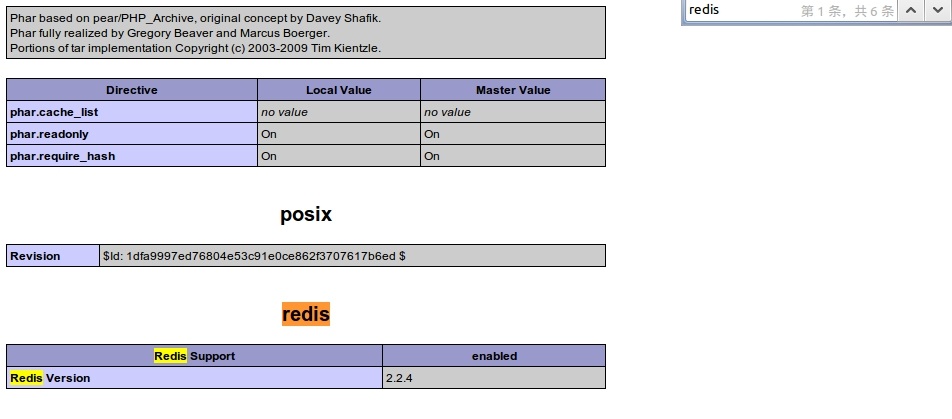 redis 第 1 条，共 6 条
Phar based on pear/PHP_Archive, original concept by Davey Shafik.
Phar fully realized by Gregory Beaver and Marcus Boerger.
Portions of tar implementation Copyright (c) 2003-2009 Tim Kientzle.
Directive Local Value Master Value
phar.cache_list no value no value
phar.readonly On On
phar.require_hash On On
posix
Revision $Id: 1dfa9997ed76804e53c91e0ce862f3707617b6ed $
redis
Redis Support enabled
Redis Version 2.2.4